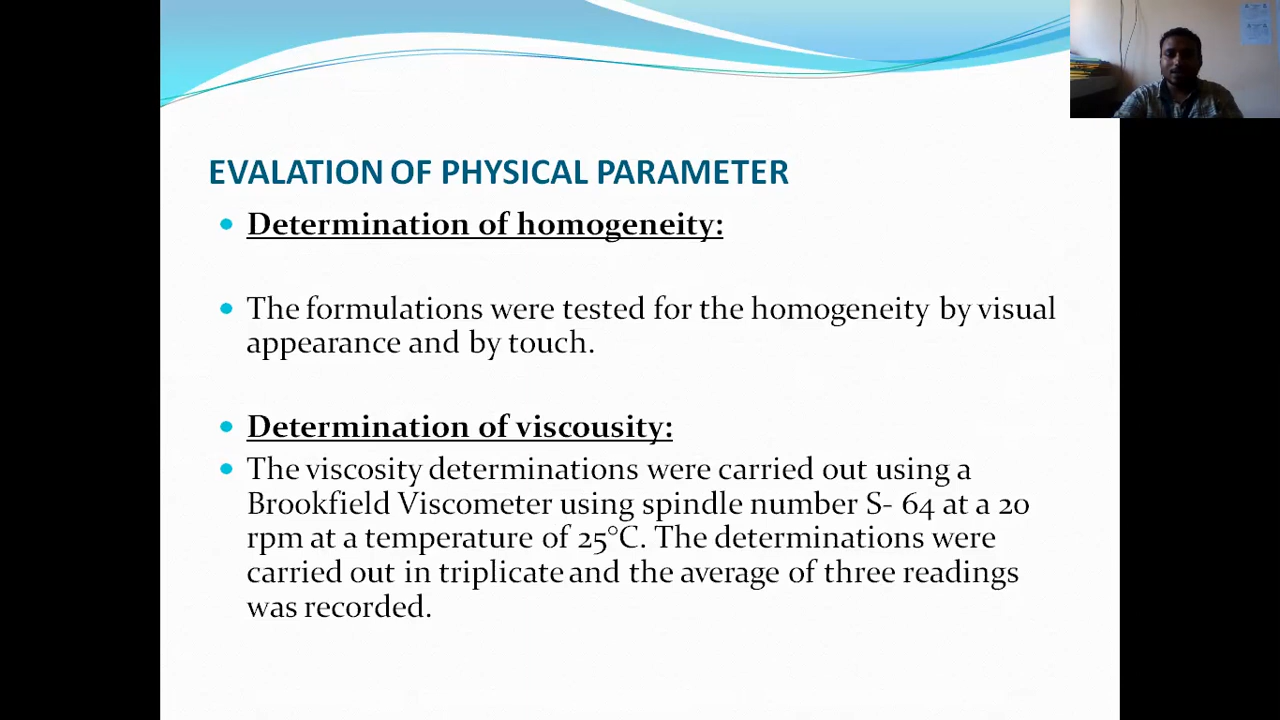 EVALATION OF PHYSICAL PARAMETER
Determination of homogeneity:
The formulations were tested for the homogeneity by visual
appearance and by touch.
Determination of viscousity:
The viscosity determinations were carried out using a
Brookfield Viscometer using spindle number S- 64 at a 20
rpm at a temperature of 25°C. The determinations were
carried out in triplicate and the average of three readings
was recorded.